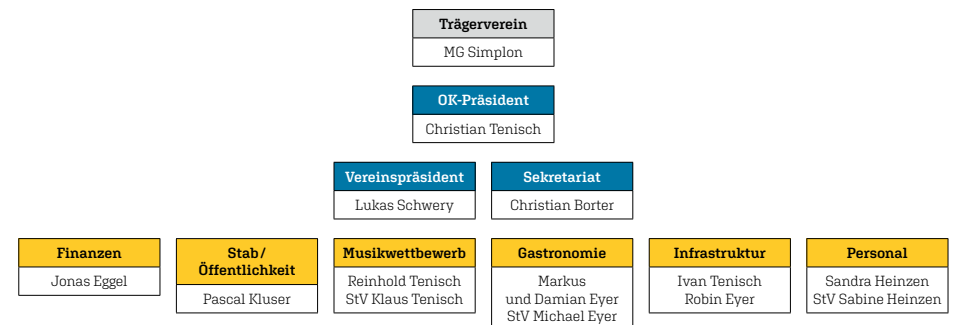 Trägerverein
MG Simplon
OK-Präsident
Christian Tenisch
Vereinspräsident
Lukas Schwery
Sekretariat
Christian Borter
Finanzen
Jonas Eggel
Stab/
Öffentlichkeit
Pascal Kluser
Musikwettbewerb
Reinhold Tenisch
StV Klaus Tenisch
Gastronomie
Markus
und Damian Eyer
StV Michael Eyer
Infrastruktur
Ivan Tenisch
Robin Eyer
Personal
Sandra Heinzen
StV Sabine Heinzen